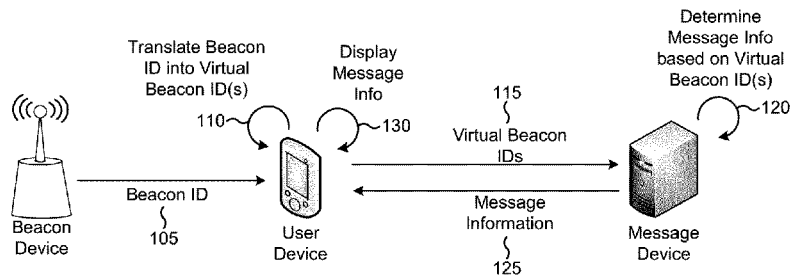 Translate Beacon
ID into Virtual
Beacon ID(s)
110
Display
Message
Info
130
115
Virtual Beacon
IDs
Determine
Message Info
based on Virtual
Beacon ID(s)
120
Beacon ID
105
Beacon
Device
User
Device
Message
Information
125
Message
Device